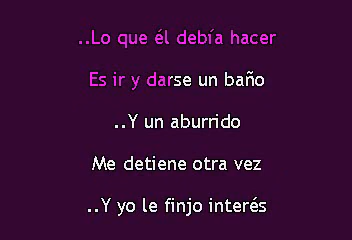 ..Lo que él debía hacer
Es ir y darse un baño
..Y un aburrido
Me detiene otra vez
..Y yo le finjo interés